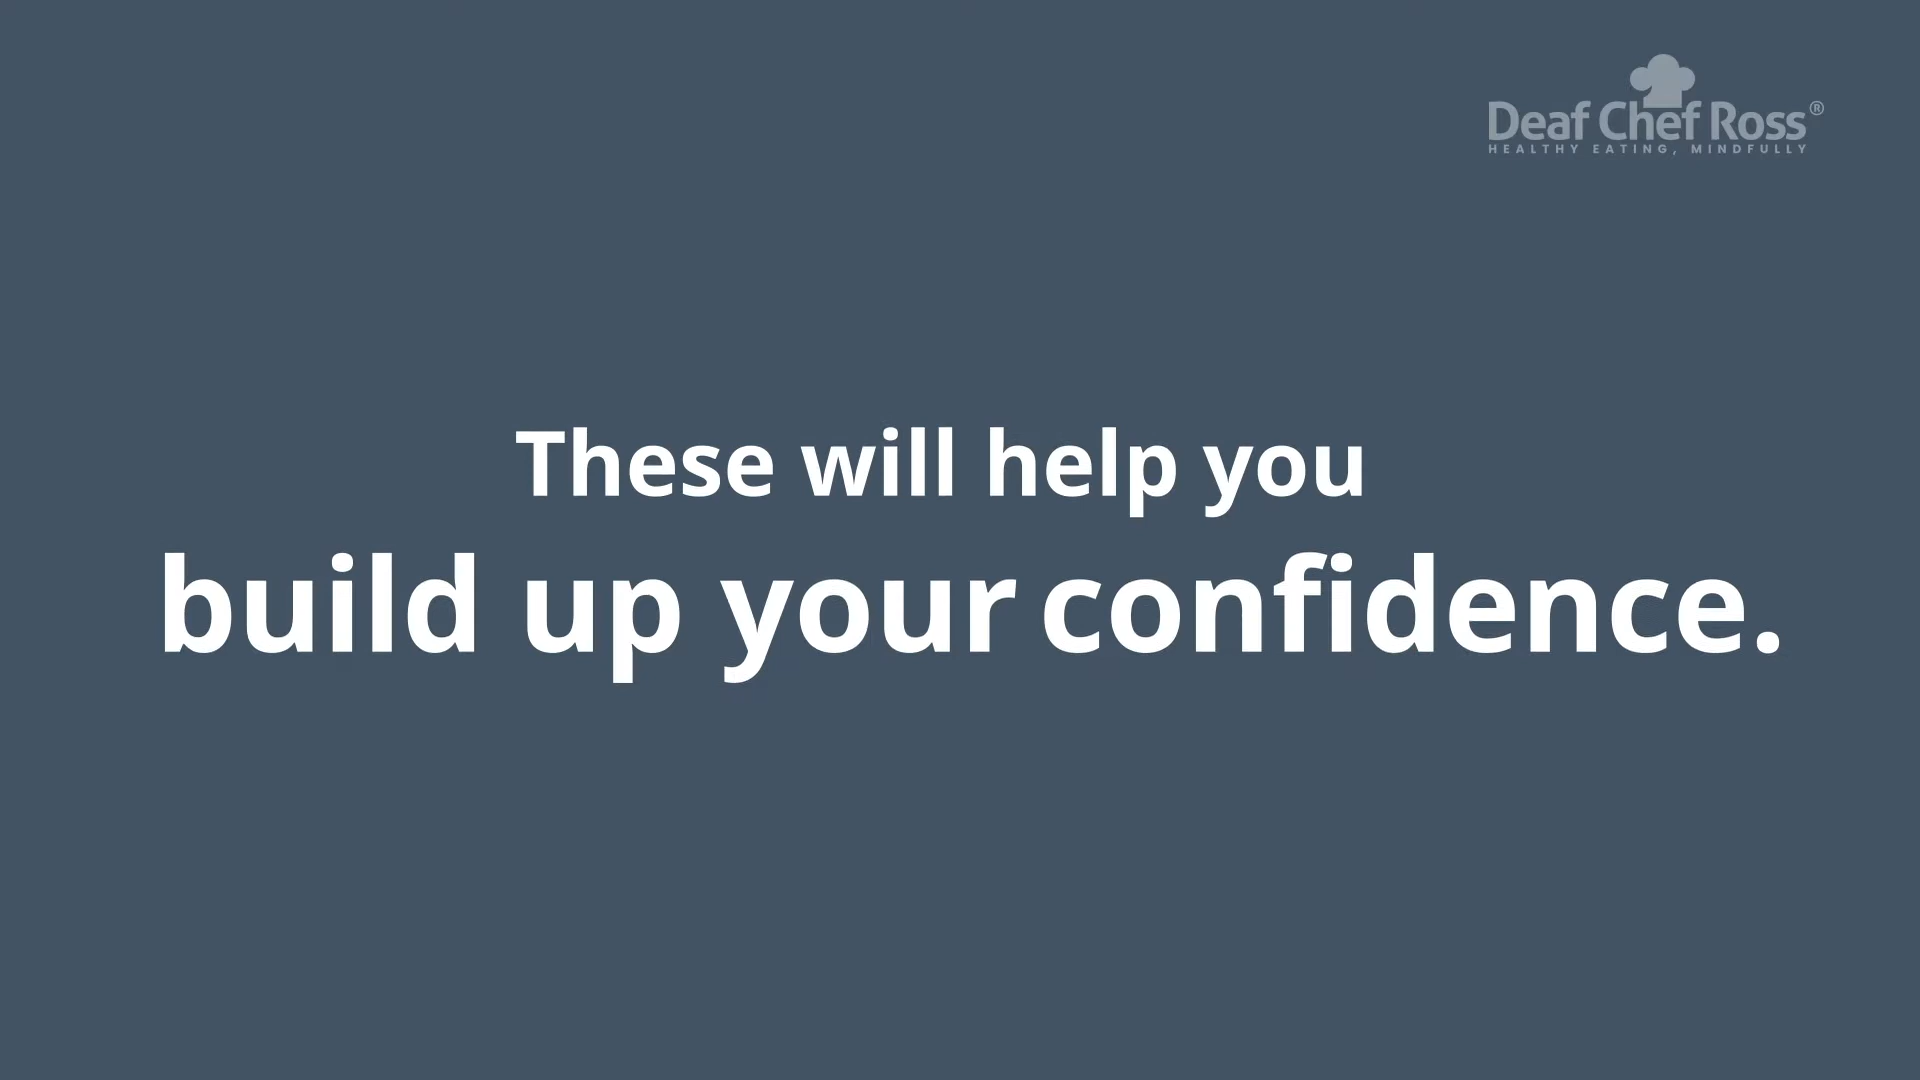 Deaf Chef Ross®
HEALTHY EATING, MINDFULLY
These will help you
build up your confidence.